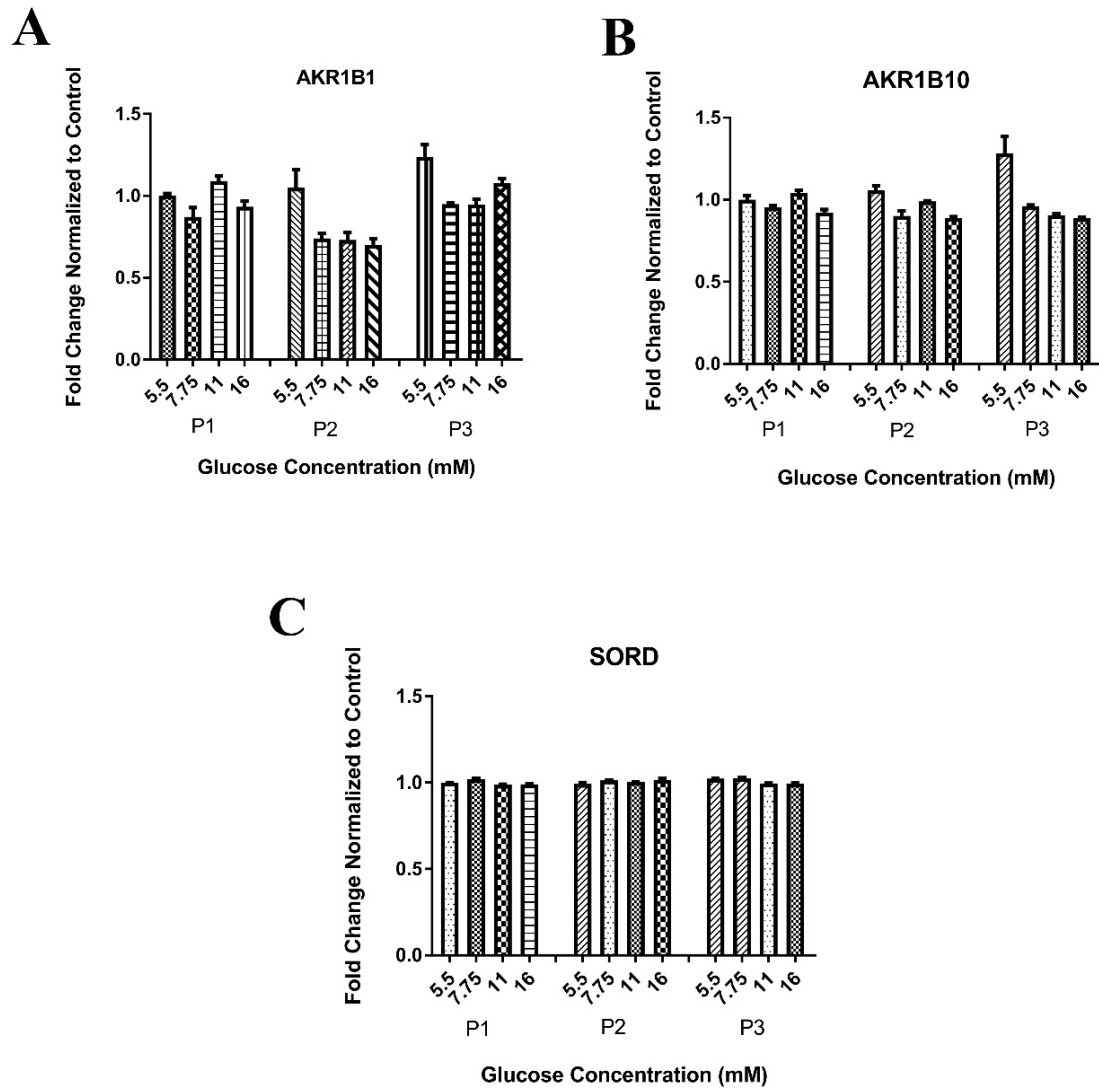 A
AKR1B1
Fold Change Normalized to Control
1.5
1.0
0.5
0.0
5.5 7.75 11 16 5.5 7.75 11 16 5.5 7.75 11 16
P1 P2 P3
Glucose Concentration (mM)
B
AKR1B10
Fold Change Normalized to Control
1.5
1.0
0.5
0.0
5.5 7.75 11 16 5.5 7.75 11 16 5.5 7.75 11 16
P1 P2 P3
Glucose Concentration (mM)
C
SORD
Fold Change Normalized to Control
1.5
1.0
0.5
0.0
5.5 7.75 11 16 5.5 7.75 11 16 5.5 7.75 11 16
P1 P2 P3
Glucose Concentration (mM)